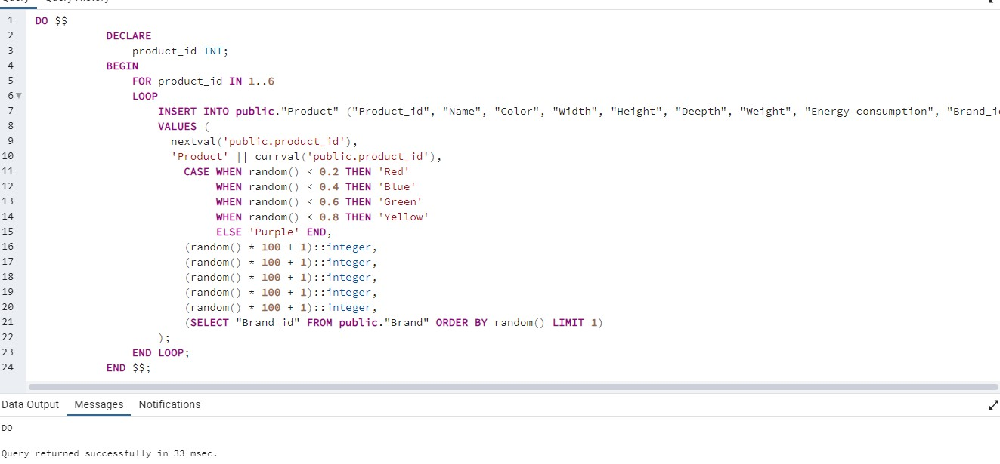 Query Query History
1 DO $$
2 DECLARE
3 product_id INT;
4 BEGIN
5 FOR product_id IN 1..6
6 LOOP
7 INSERT INTO public."Product" ("Product_id", "Name", "Color", "Width", "Height", "Deepth", "Weight", "Energy consumption", "Brand_i
8 VALUES (
9 nextval('public.product_id'),
10 'Product' || currval('public.product_id'),
11 CASE WHEN random() < 0.2 THEN 'Red'
12 WHEN random() < 0.4 THEN 'Blue'
13 WHEN random() < 0.6 THEN 'Green'
14 WHEN random() < 0.8 THEN 'Yellow'
15 ELSE 'Purple' END,
16 (random() * 100 + 1)::integer,
17 (random() * 100 + 1)::integer,
18 (random() * 100 + 1)::integer,
19 (random() * 100 + 1)::integer,
20 (random() * 100 + 1)::integer,
21 (SELECT "Brand_id" FROM public."Brand" ORDER BY random() LIMIT 1)
22 );
23 END LOOP;
24 END $$;
Data Output Messages Notifications
DO
Query returned successfully in 33 msec.